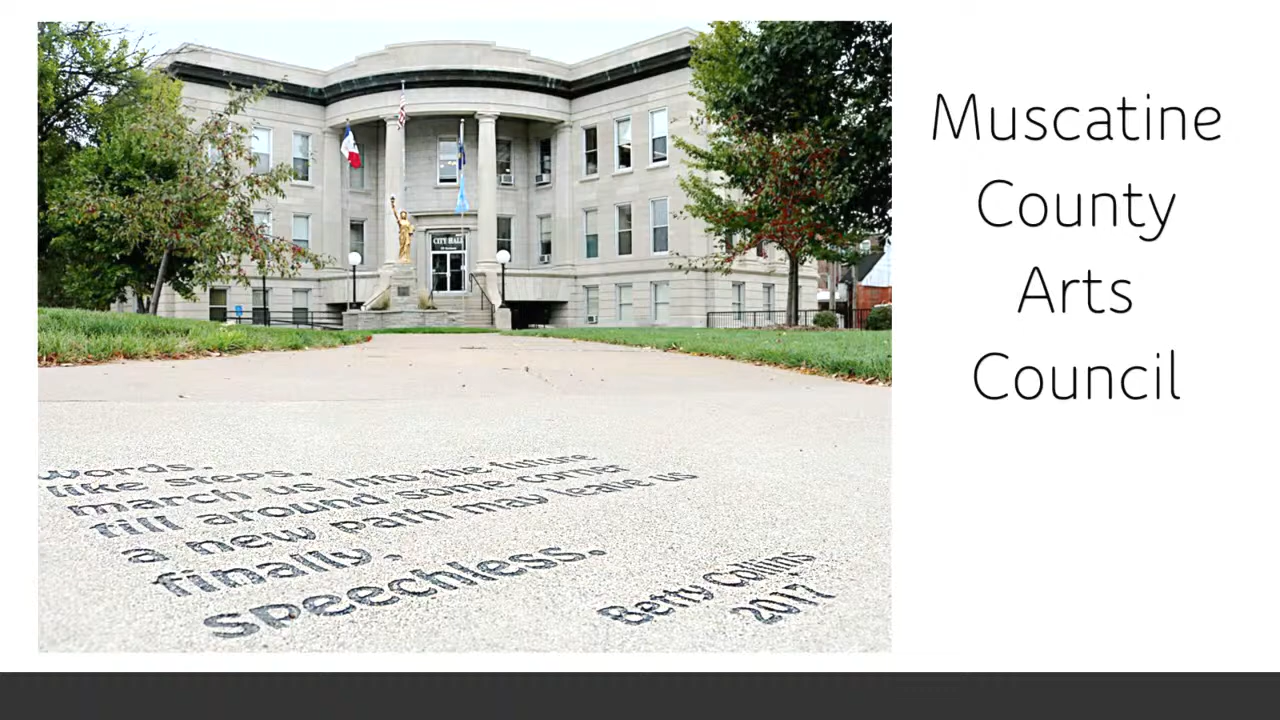 CITY HALL
words.
like steps.
march us into the future
till around some corner
a new path may leave us
finally.
speechless.
Betty Collins
2017
Muscatine
County
Arts
Council